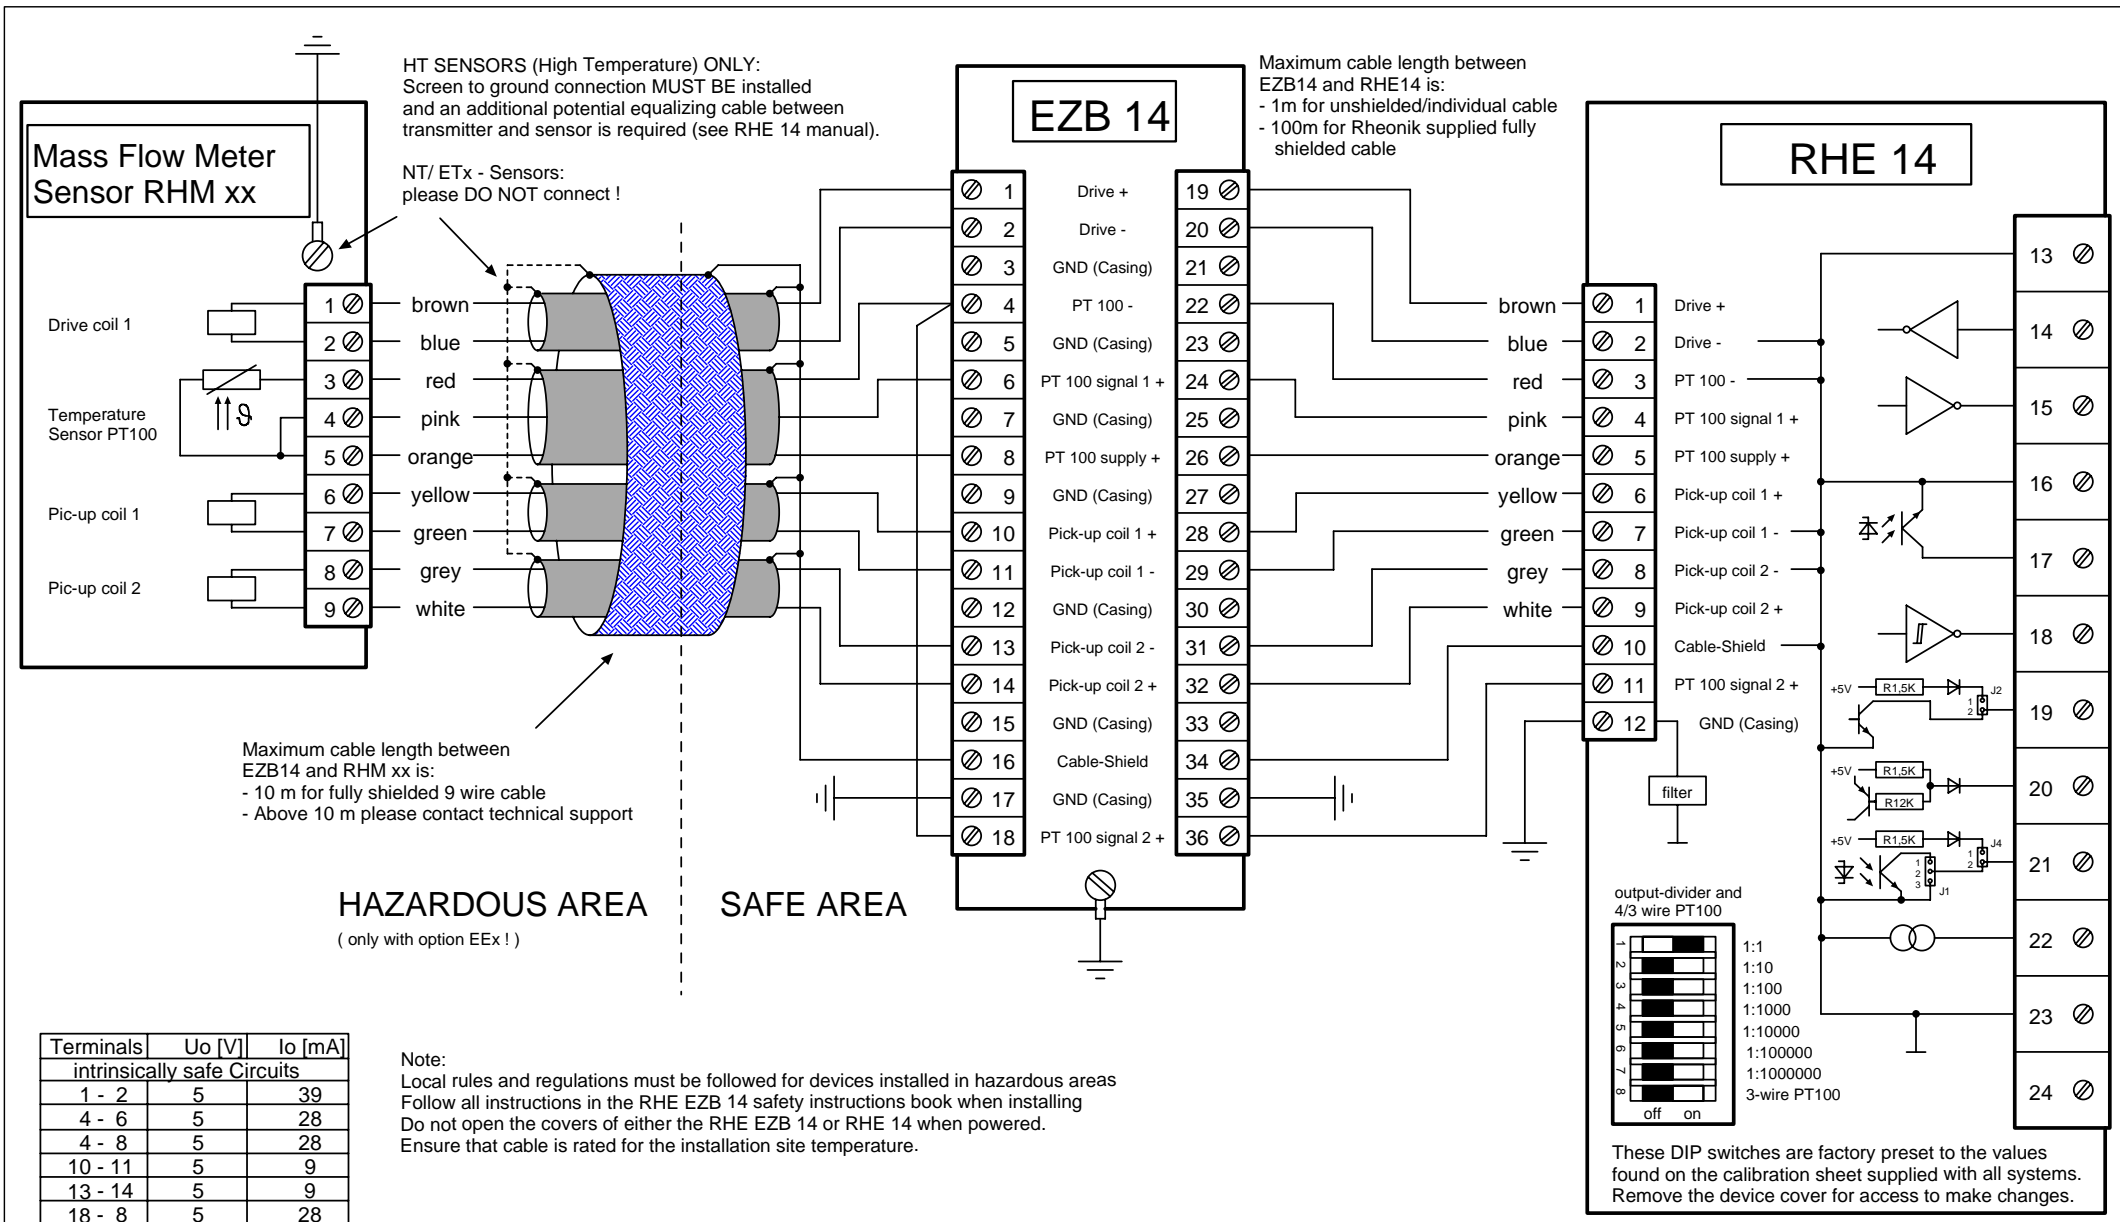 HT SENSORS (High Temperature) ONLY:
Screen to ground connection MUST BE installed
and an additional potential equalizing cable between
transmitter and sensor is required (see RHE 14 manual).
NT/ ETx - Sensors:
please DO NOT connect !
Mass Flow Meter
Sensor RHM xx
Drive coil 1
Temperature
Sensor PT100
ϑ
Pic-up coil 1
Pic-up coil 2
1 brown
2 blue
3 red
4 pink
5 orange
6 yellow
7 green
8 grey
9 white
Maximum cable length between
EZB14 and RHM xx is:
- 10 m for fully shielded 9 wire cable
- Above 10 m please contact technical support
HAZARDOUS AREA
( only with option EEx ! )
SAFE AREA
EZB 14
1 Drive + 19
2 Drive - 20
3 GND (Casing) 21
4 PT 100 - 22
5 GND (Casing) 23
6 PT 100 signal 1 + 24
7 GND (Casing) 25
8 PT 100 supply + 26
9 GND (Casing) 27
10 Pick-up coil 1 + 28
11 Pick-up coil 1 - 29
12 GND (Casing) 30
13 Pick-up coil 2 - 31
14 Pick-up coil 2 + 32
15 GND (Casing) 33
16 Cable-Shield 34
17 GND (Casing) 35
18 PT 100 signal 2 + 36
Maximum cable length between
EZB14 and RHE14 is:
- 1m for unshielded/individual cable
- 100m for Rheonik supplied fully
shielded cable
RHE 14
brown 1 Drive +
blue 2 Drive -
red 3 PT 100 -
pink 4 PT 100 signal 1 +
orange 5 PT 100 supply +
yellow 6 Pick-up coil 1 +
green 7 Pick-up coil 1 -
grey 8 Pick-up coil 2 -
white 9 Pick-up coil 2 +
10 Cable-Shield
11 PT 100 signal 2 +
12 GND (Casing)
filter
13
14
15
16
17
18
+5V R1,5K J2
1
2
19
+5V R1,5K
R12K
20
+5V R1,5K J4
1
2
1
2
3
J1
21
22
23
24
output-divider and
4/3 wire PT100
1 1:1
2 1:10
3 1:100
4 1:1000
5 1:10000
6 1:100000
7 1:1000000
8 3-wire PT100
off on
These DIP switches are factory preset to the values
found on the calibration sheet supplied with all systems.
Remove the device cover for access to make changes.
Terminals Uo [V] Io [mA]
intrinsically safe Circuits
1 - 2 5 39
4 - 6 5 28
4 - 8 5 28
10 - 11 5 9
13 - 14 5 9
18 - 8 5 28
Note:
Local rules and regulations must be followed for devices installed in hazardous areas
Follow all instructions in the RHE EZB 14 safety instructions book when installing
Do not open the covers of either the RHE EZB 14 or RHE 14 when powered.
Ensure that cable is rated for the installation site temperature.